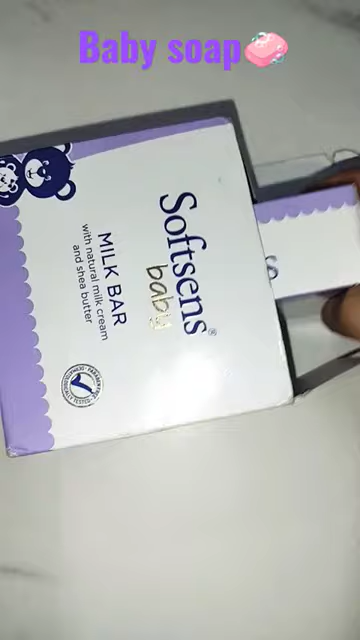 Baby soap🧼
Softsens®
baby
MILK BAR
with natural milk cream
and shea butter